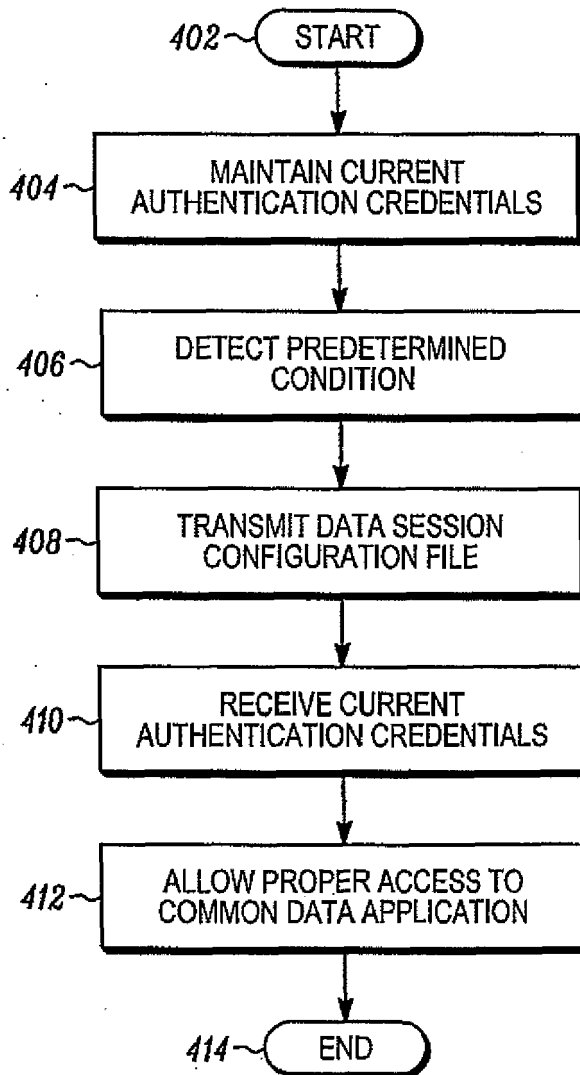 402 START
404 MAINTAIN CURRENT
AUTHENTICATION CREDENTIALS
406 DETECT PREDETERMINED
CONDITION
408 TRANSMIT DATA SESSION
CONFIGURATION FILE
410 RECEIVE CURRENT
AUTHENTICATION CREDENTIALS
412 ALLOW PROPER ACCESS TO
COMMON DATA APPLICATION
414 END